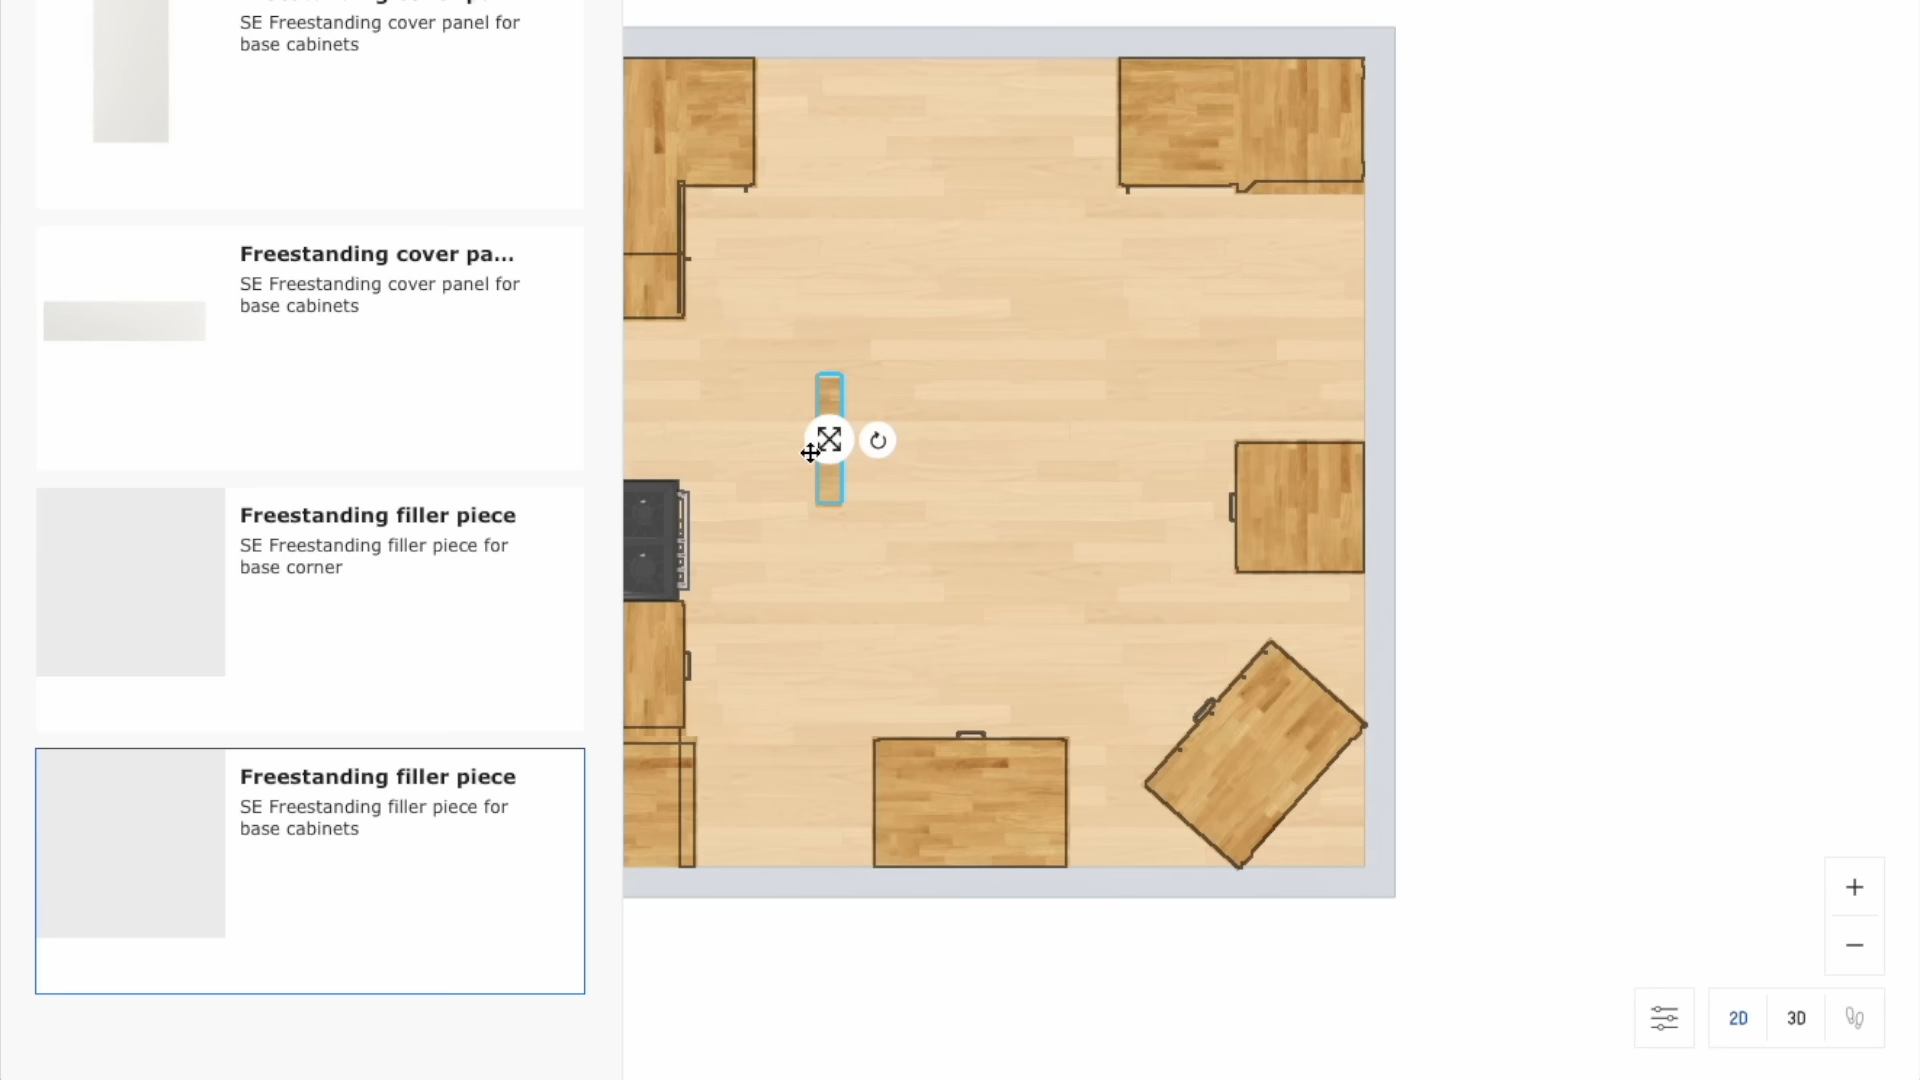 SE Freestanding cover panel for
base cabinets
Freestanding cover pa...
SE Freestanding cover panel for
base cabinets
Freestanding filler piece
SE Freestanding filler piece for
base corner
Freestanding filler piece
SE Freestanding filler piece for
base cabinets
2D 3D